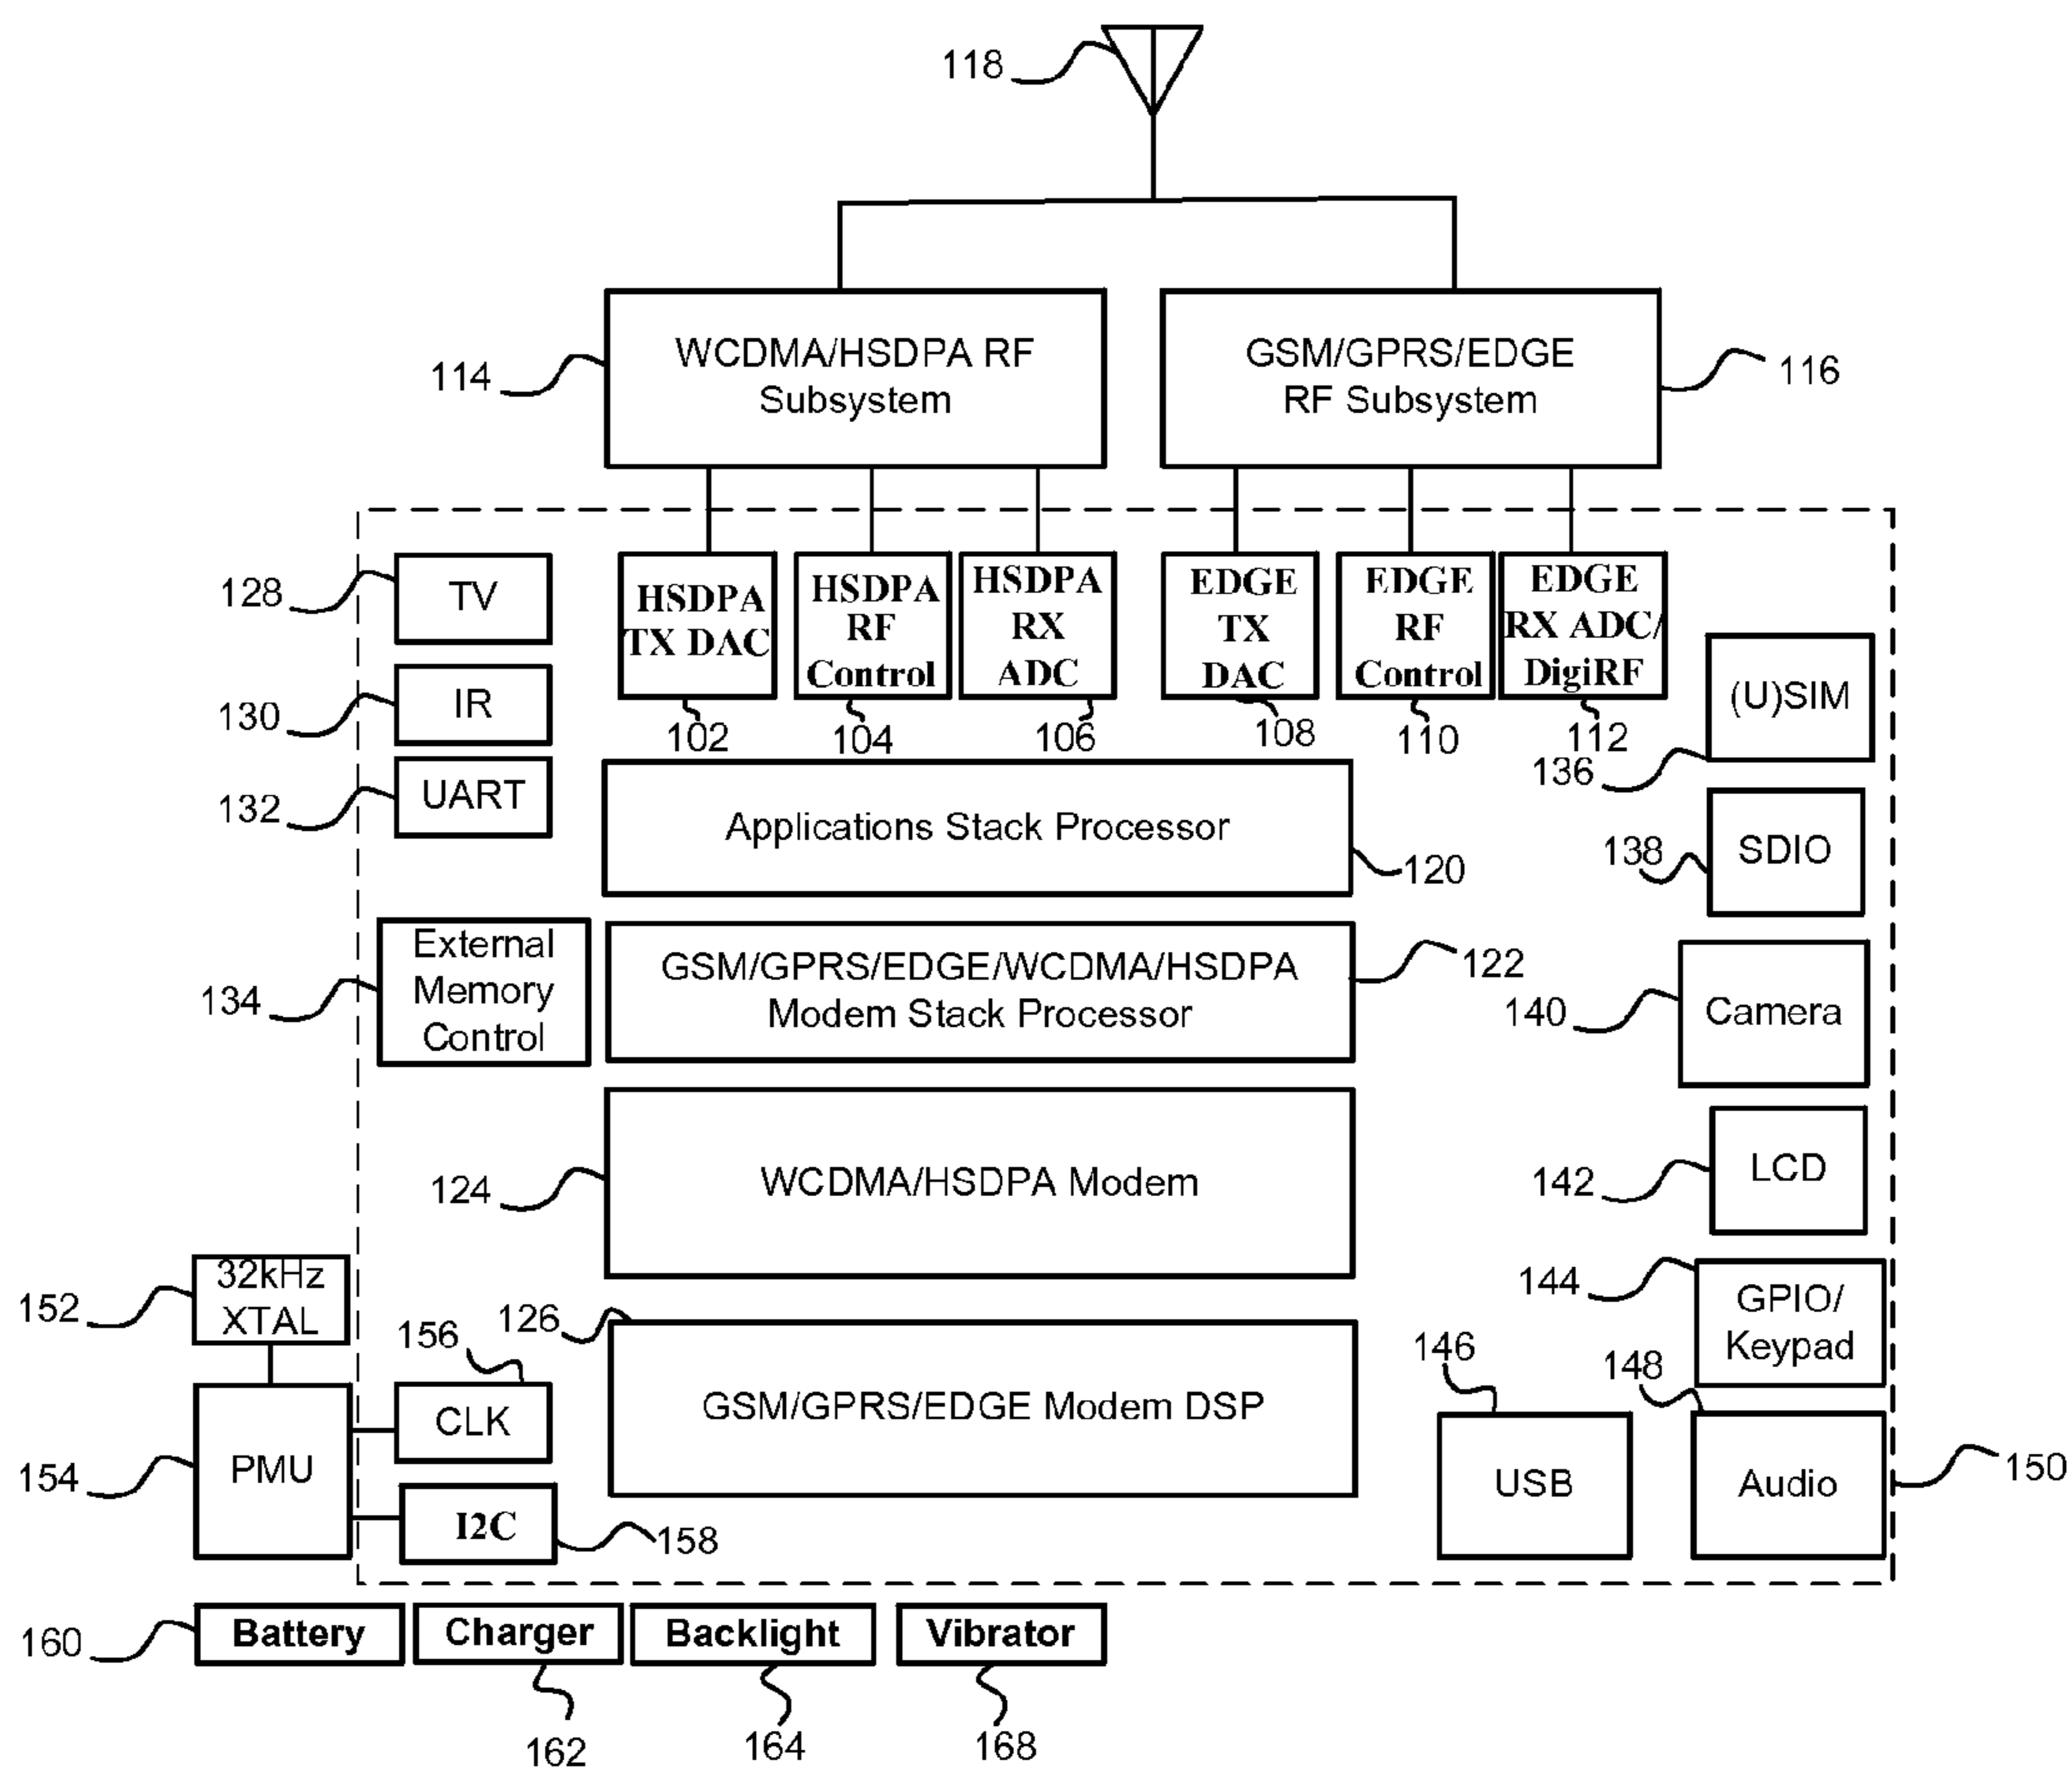 118
WCDMA/HSDPA RF
Subsystem
114
GSM/GPRS/EDGE
RF Subsystem
116
128
TV
130
IR
132
UART
HSDPA
TX DAC
102
HSDPA
RF
Control
104
HSDPA
RX
ADC
106
EDGE
TX
DAC
108
EDGE
RF
Control
110
EDGE
RX ADC/
DigiRF
112
(U)SIM
136
Applications Stack Processor
120
138
SDIO
External
Memory
Control
134
GSM/GPRS/EDGE/WCDMA/HSDPA
Modem Stack Processor
122
140
Camera
124
WCDMA/HSDPA Modem
142
LCD
152
32kHz
XTAL
126
GSM/GPRS/EDGE Modem DSP
144
GPIO/
Keypad
156
CLK
154
PMU
I2C
158
146
USB
148
Audio
150
160
Battery
Charger
162
Backlight
164
Vibrator
168